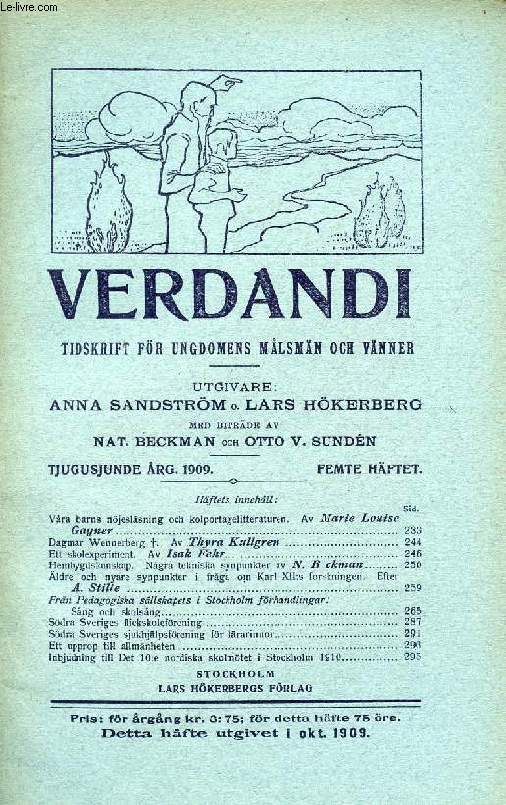 Le-livre.com
VERDANDI
TIDSKRIFT FÖR UNGDOMENS MÅLSMÄN OCH VÄNNER
UTGIVARE:
ANNA SANDSTRÖM o. LARS HÖKERBERG
MED BITRÄDE AV
NAT. BECKMAN OCH OTTO V. SUNDÉN
TJUGUSJUNDE ÅRG. 1909. FEMTE HÄFTET.
Häftets innehåll:
Sid.
Våra barns nöjesläsning och kolportagelitteraturen. Av Marie Louise
Gagner 233
Dagmar Wennerberg †. Av Thyra Kullgren 244
Ett skolexperiment. Av Isak Fehr 246
Hembygdskunskap. Några tekniska synpunkter av N. B ckman 250
Äldre och nyare synpunkter i fråga om Karl XII:s forskningen. Efter
A. Stille 259
Från Pedagogiska sällskapets i Stockholm förhandlingar:
Sång och skolsång 265
Södra Sveriges flickskoleförening 287
Södra Sveriges sjukhjälpsförening för lärarinnor 291
Ett upprop till allmänheten
Inbjudning till Det 10:e nordiska skolmötet i Stockholm 1910 295
STOCKHOLM
LARS HÖKERBERGS FÖRLAG
Pris: för årgång kr. 3:75; för detta häfte 75 öre.
Detta häfte utgivet i okt. 1909.